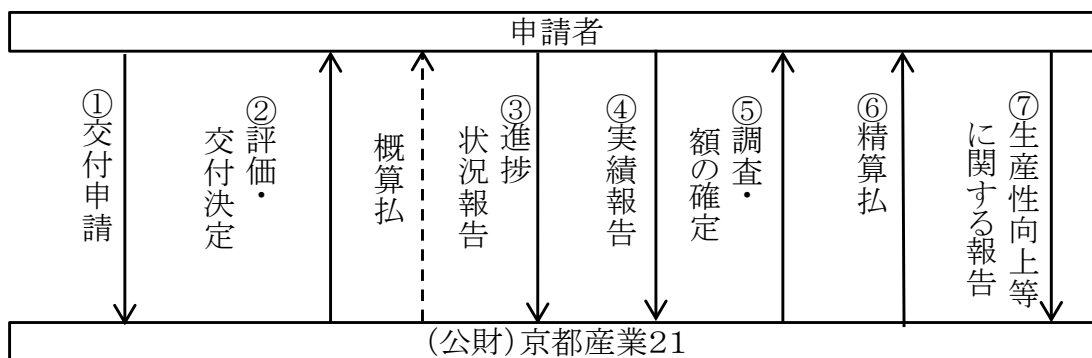 申請者
①交付申請
②評価・
交付決定
概算払
③進捗
状況報告
④実績報告
⑤調査・
額の確定
⑥精算払
⑦生産性向上等
に関する報告
(公財)京都産業21